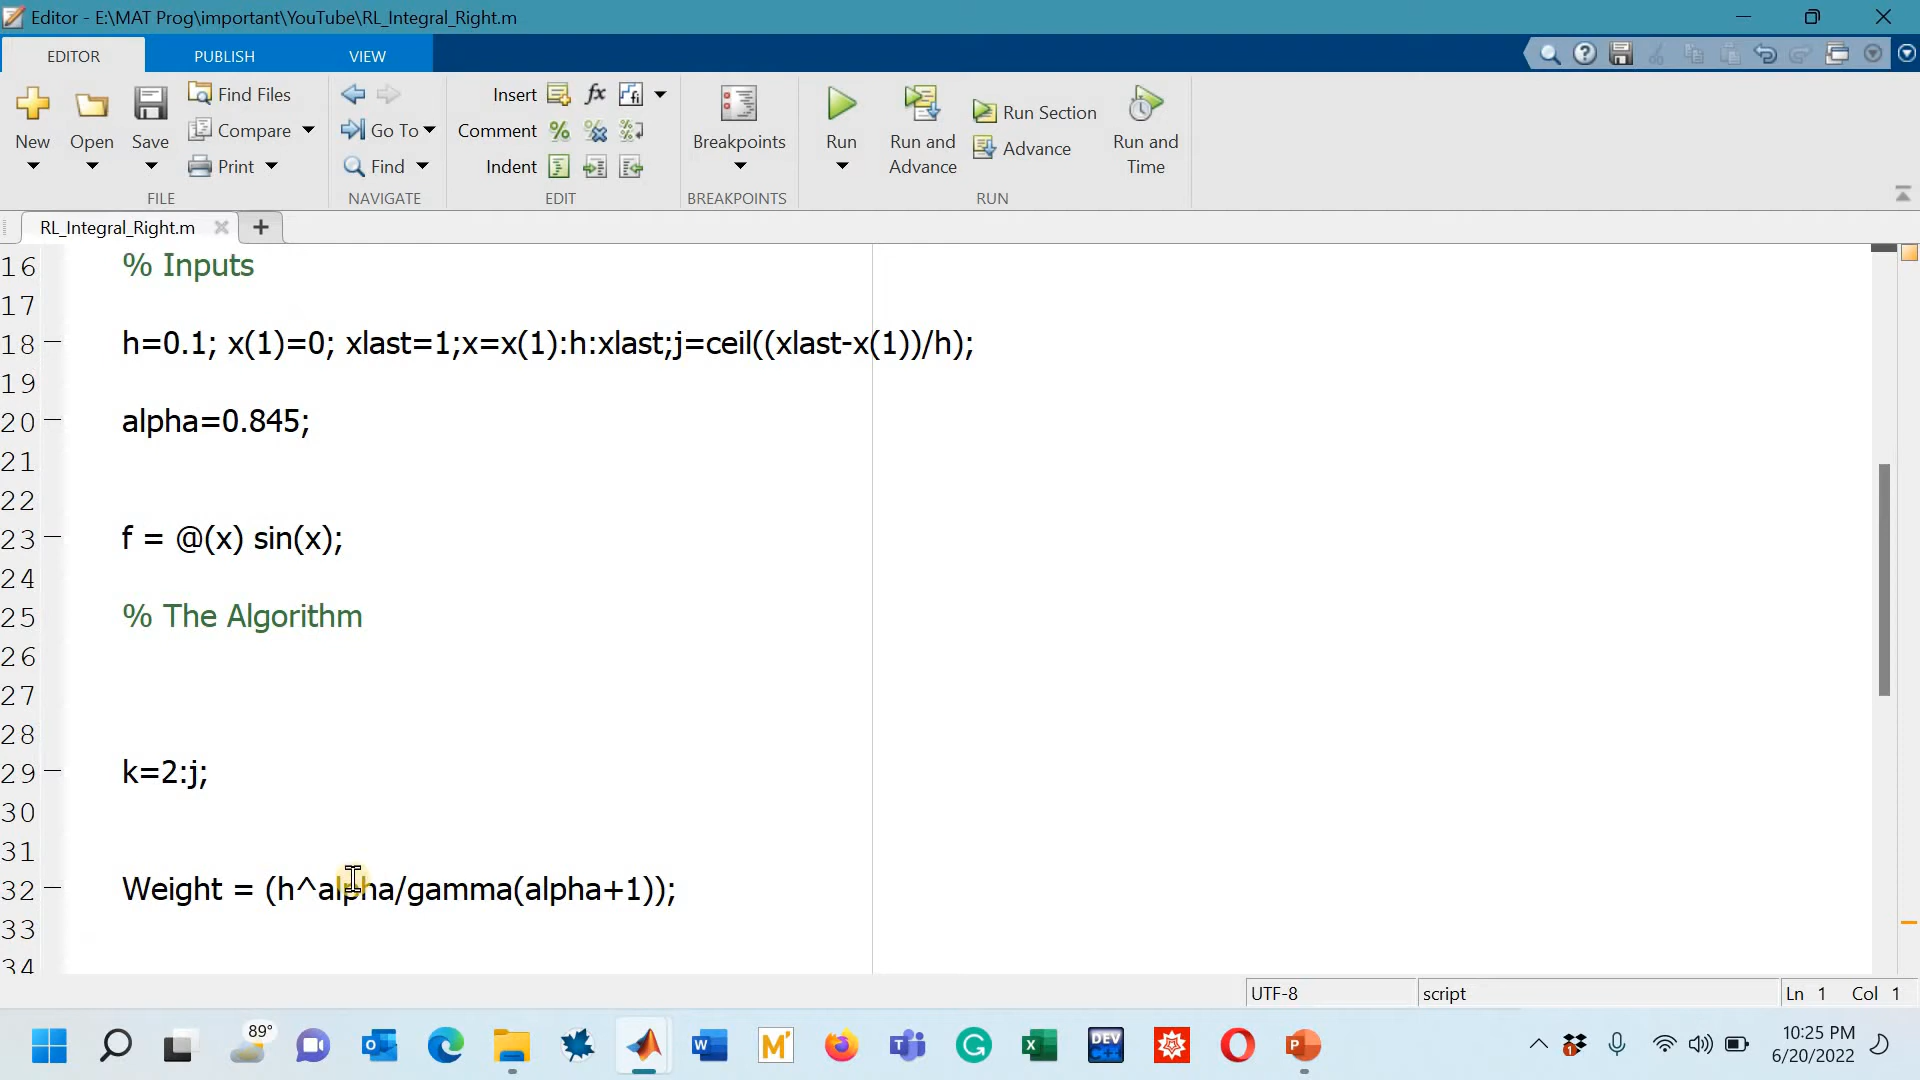 Editor - E:\MAT Prog\important\YouTube\RL_Integral_Right.m
EDITOR PUBLISH VIEW
New Open Save Find Files Compare Print
FILE
Go To Find
NAVIGATE
Insert fx
Comment
Indent
EDIT
Breakpoints
BREAKPOINTS
Run Run and Advance Run Section Advance Run and Time
RUN
RL_Integral_Right.m
16 % Inputs
17
18 h=0.1; x(1)=0; xlast=1;x=x(1):h:xlast;j=ceil((xlast-x(1))/h);
19
20 alpha=0.845;
21
22
23 f = @(x) sin(x);
24
25 % The Algorithm
26
27
28
29 k=2:j;
30
31
32 Weight = (h^alpha/gamma(alpha+1));
33
34
UTF-8 script Ln 1 Col 1
89°
DEV C++
1
10:25 PM
6/20/2022